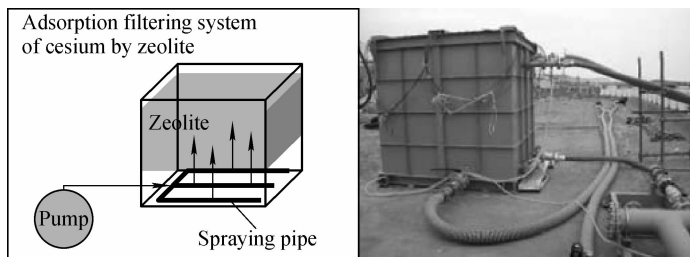 Adsorption filtering system
of cesium by zeolite
Zeolite
Pump
Spraying pipe